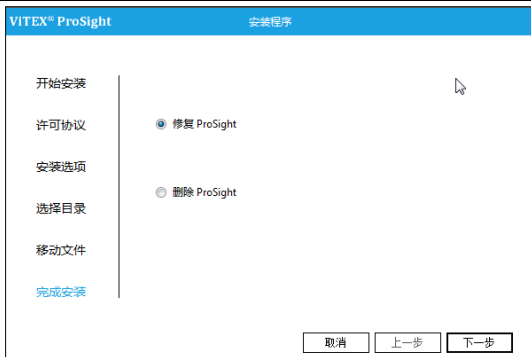 ViTEX® ProSight
安装程序
开始安装
许可协议
修复 ProSight
安装选项
删除 ProSight
选择目录
移动文件
完成安装
取消
上一步
下一步